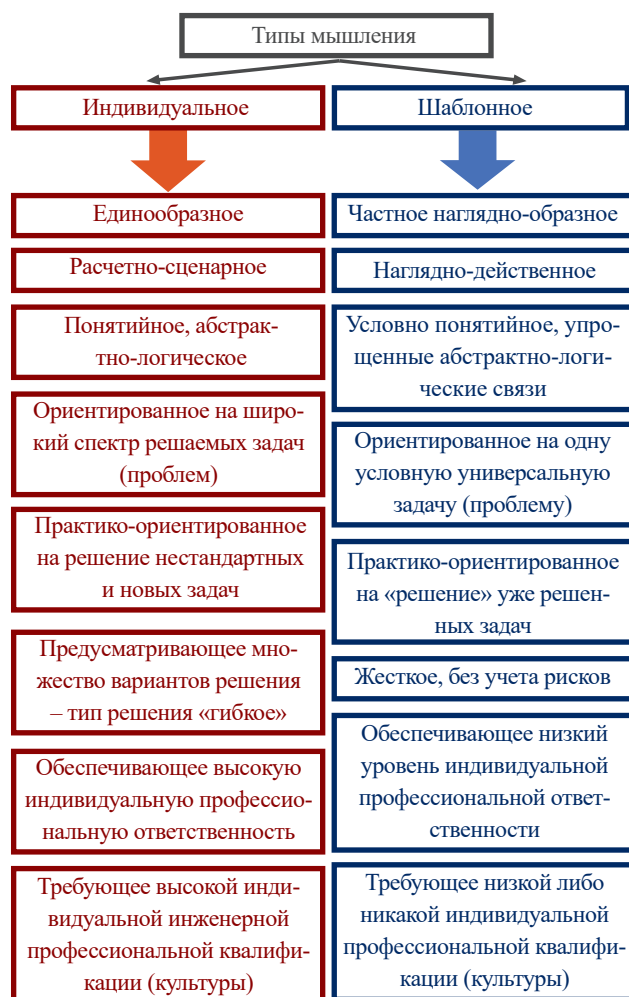 Типы мышления
Индивидуальное
Единообразное
Расчетно-сценарное
Понятийное, абстрак-
тно-логическое
Ориентированное на широ-
кий спектр решаемых задач
(проблем)
Практико-ориентированное
на решение нестандартных
и новых задач
Предусматривающее мно-
жество вариантов решения
– тип решения «гибкое»
Обеспечивающее высокую
индивидуальную профессио-
нальную ответственность
Требующее высокой инди-
видуальной инженерной
профессиональной квалифи-
кации (культуры)
Шаблонное
Частное наглядно-образное
Наглядно-действенное
Условно понятийное, упро-
щенные абстрактно-логи-
ческие связи
Ориентированное на одну
условную универсальную
задачу (проблему)
Практико-ориентированное
на «решение» уже решен-
ных задач
Жесткое, без учета рисков
Обеспечивающее низкий
уровень индивидуальной
профессиональной ответ-
ственности
Требующее низкой либо
никакой индивидуальной
профессиональной квалифи-
кации (культуры)